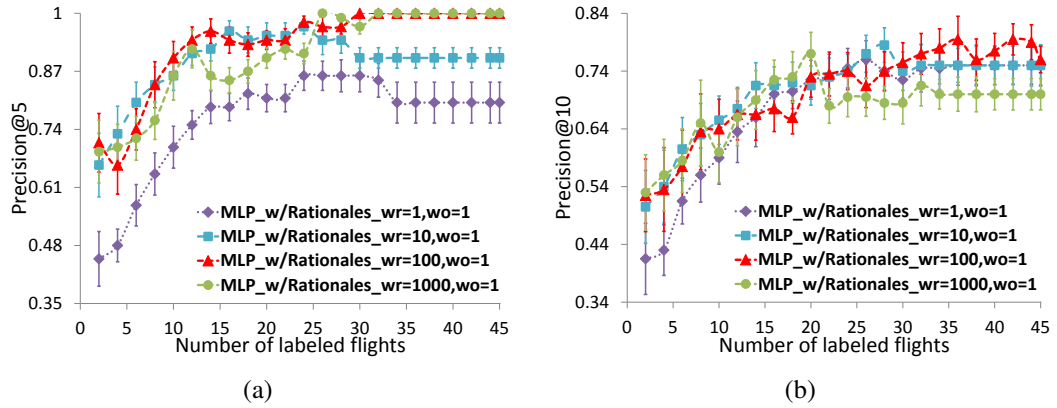 1
0.87
0.74
0.61
0.48
0.35
Precision@5
0 5 10 15 20 25 30 35 40 45
Number of labeled flights
MLP_w/Rationales_wr=1,wo=1
MLP_w/Rationales_wr=10,wo=1
MLP_w/Rationales_wr=100,wo=1
MLP_w/Rationales_wr=1000,wo=1
(a)
0.84
0.74
0.64
0.54
0.44
0.34
Precision@10
0 5 10 15 20 25 30 35 40 45
Number of labeled flights
MLP_w/Rationales_wr=1,wo=1
MLP_w/Rationales_wr=10,wo=1
MLP_w/Rationales_wr=100,wo=1
MLP_w/Rationales_wr=1000,wo=1
(b)